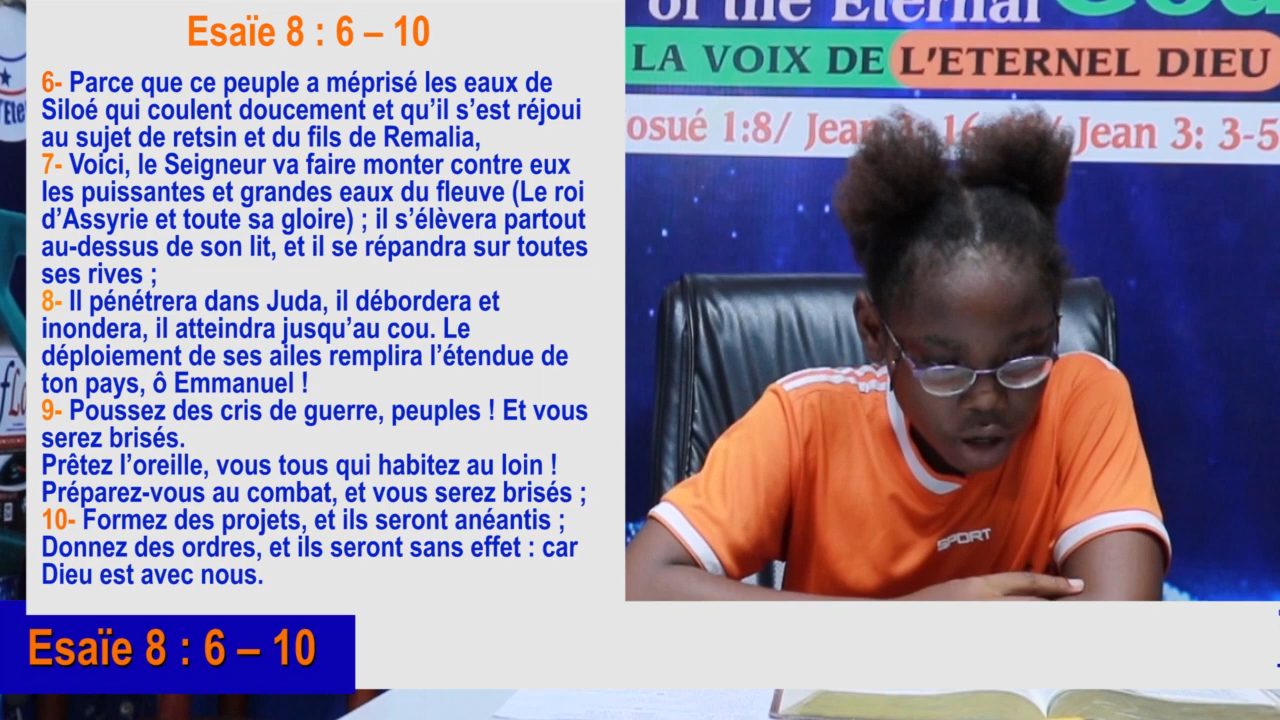 Esaïe 8 : 6 – 10
6- Parce que ce peuple a méprisé les eaux de
Siloé qui coulent doucement et qu’il s’est réjoui
au sujet de retsin et du fils de Remalia,
7- Voici, le Seigneur va faire monter contre eux
les puissantes et grandes eaux du fleuve (Le roi
d’Assyrie et toute sa gloire) ; il s’élèvera partout
au-dessus de son lit, et il se répandra sur toutes
ses rives ;
8- Il pénétrera dans Juda, il débordera et
inondera, il atteindra jusqu’au cou. Le
déploiement de ses ailes remplira l’étendue de
ton pays, ô Emmanuel !
9- Poussez des cris de guerre, peuples ! Et vous
serez brisés.
Prêtez l’oreille, vous tous qui habitez au loin !
Préparez-vous au combat, et vous serez brisés ;
10- Formez des projets, et ils seront anéantis ;
Donnez des ordres, et ils seront sans effet : car
Dieu est avec nous.
Esaïe 8 : 6 – 10
of the Eternal
LA VOIX DE L’ETERNEL DIEU
osué 1:8/ Jean Jean 3: 3-5
SPORT